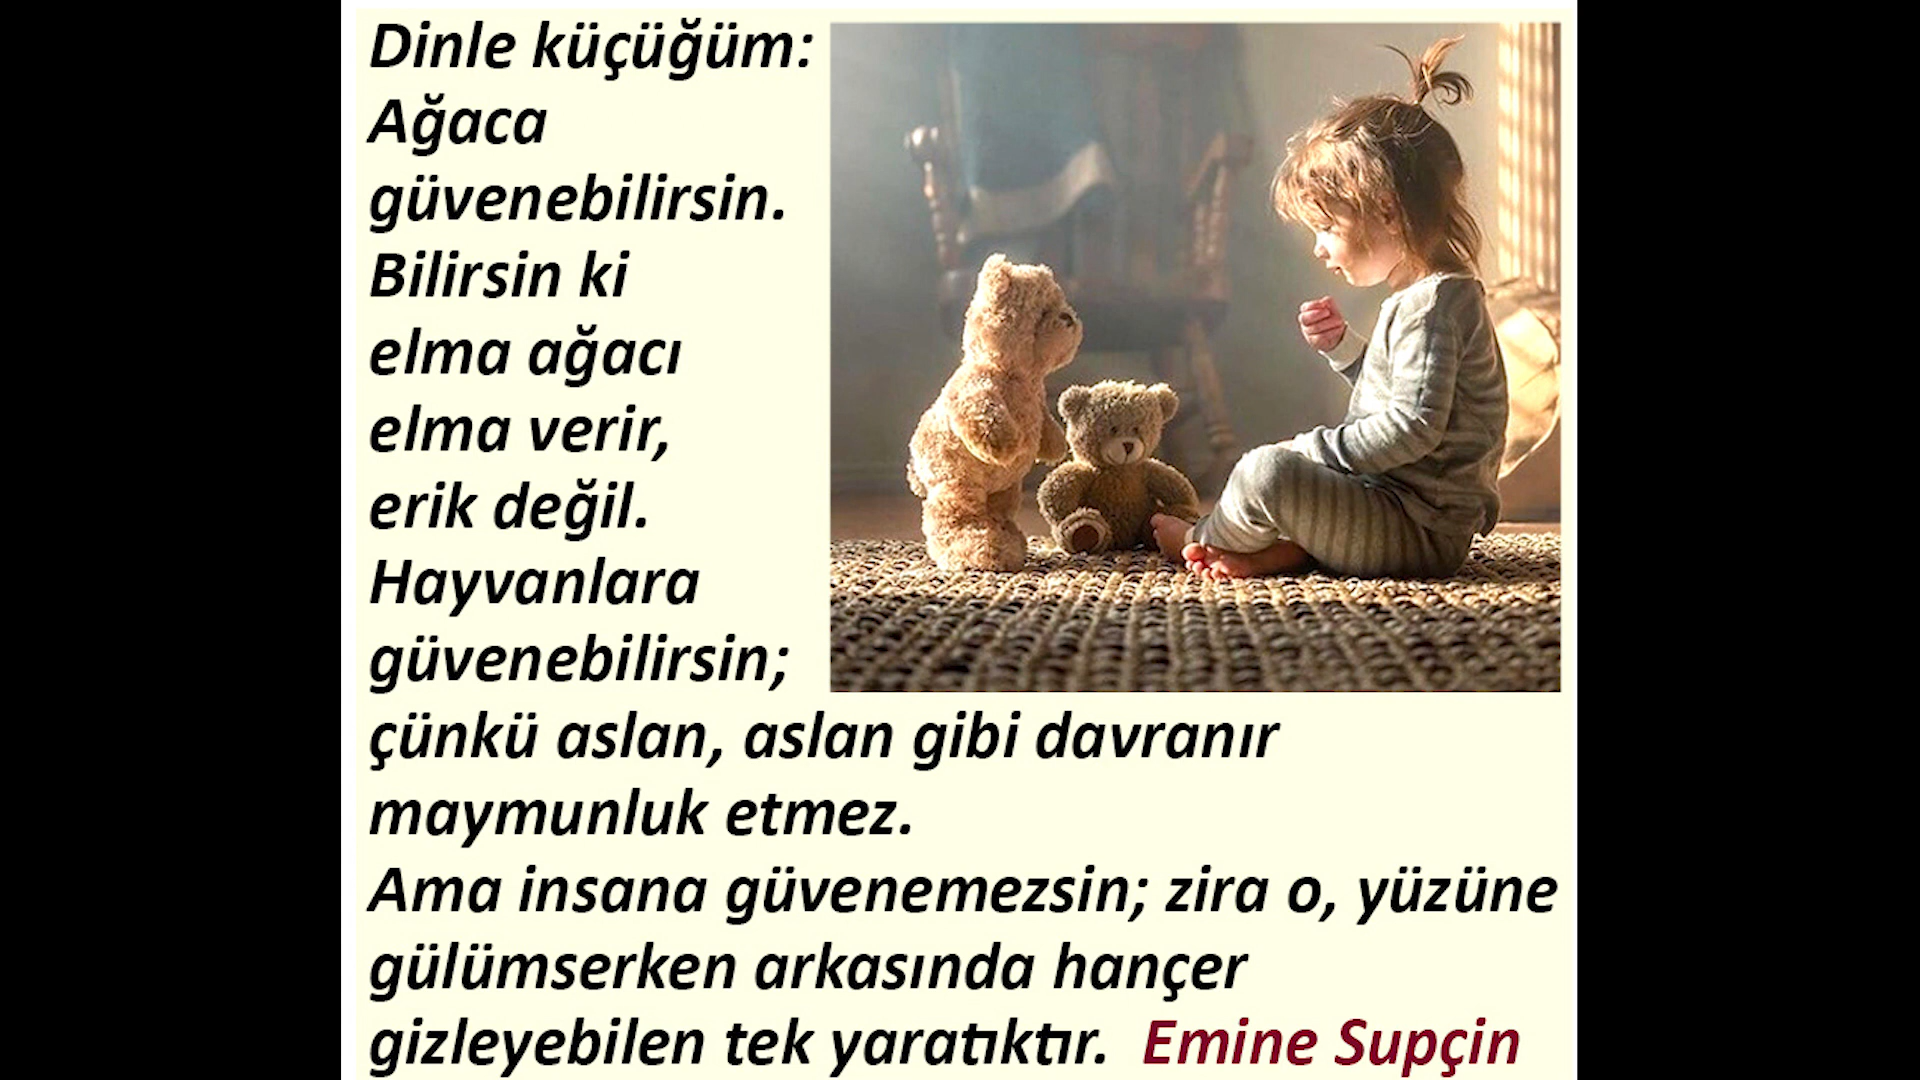 Dinle küçüğüm:
Ağaca
güvenebilirsin.
Bilirsin ki
elma ağacı
elma verir,
erik değil.
Hayvanlara
güvenebilirsin;
çünkü aslan, aslan gibi davranır
maymunluk etmez.
Ama insana güvenemezsin; zira o, yüzüne
gülümserken arkasında hançer
gizleyebilen tek yaratıktır. Emine Supçin